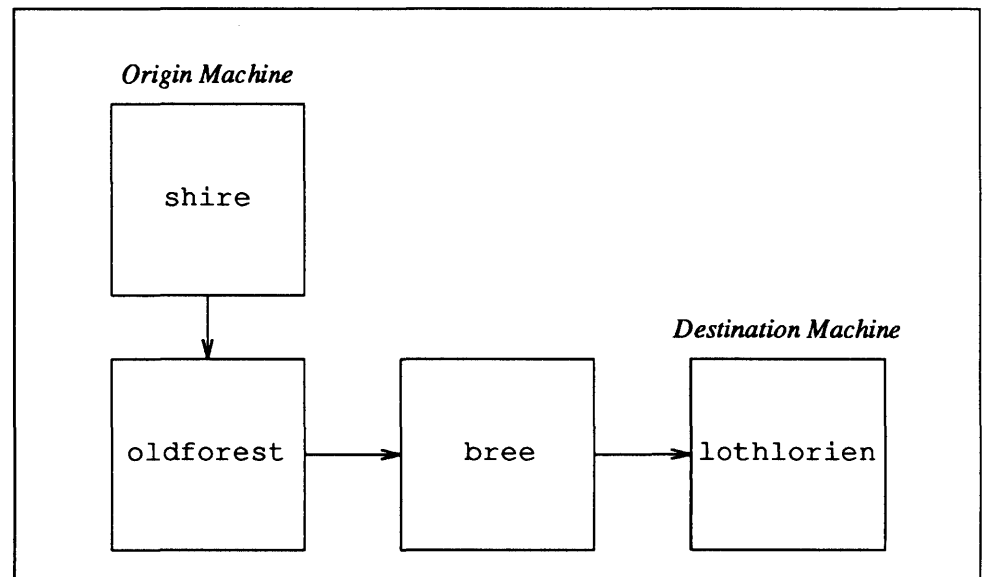 Origin Machine
shire
Destination Machine
oldforest
bree
lothlorien